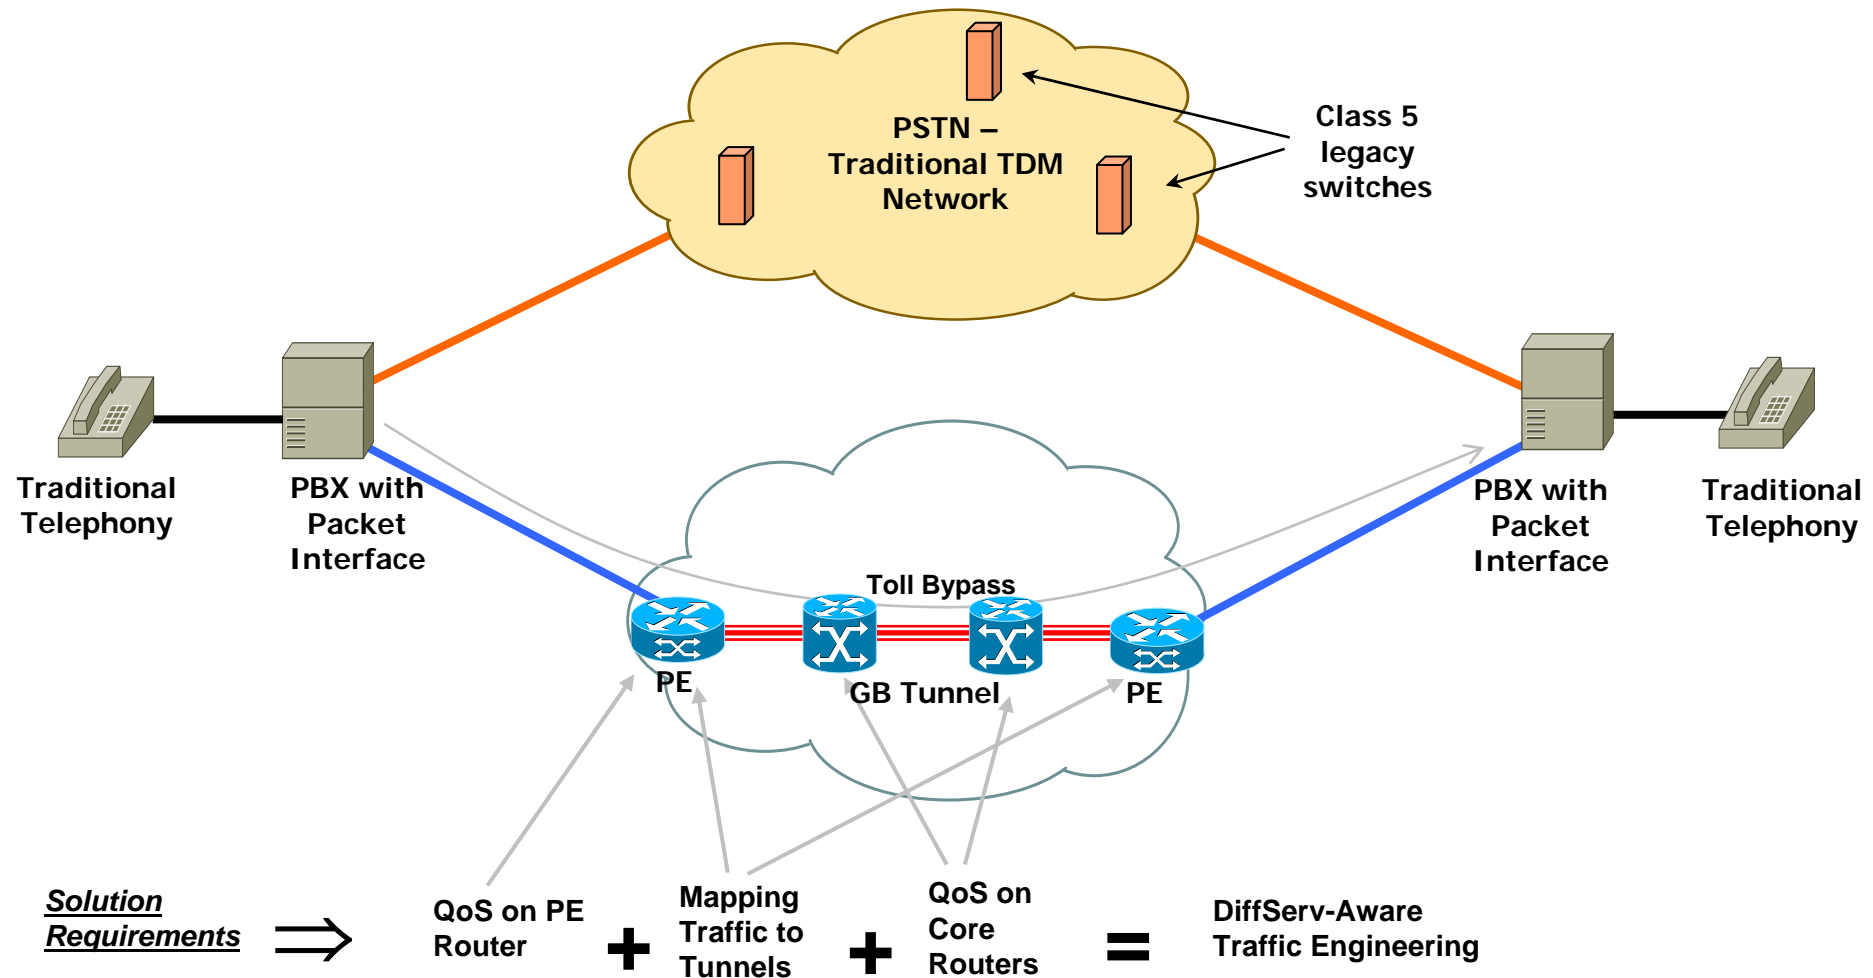 PSTN –
Traditional TDM
Network
Class 5
legacy
switches
Traditional
Telephony
PBX with
Packet
Interface
PBX with
Packet
Interface
Traditional
Telephony
Toll Bypass
PE
GB Tunnel
PE
Solution
Requirements
QoS on PE
Router
+
Mapping
Traffic to
Tunnels
+
QoS on
Core
Routers
=
DiffServ-Aware
Traffic Engineering